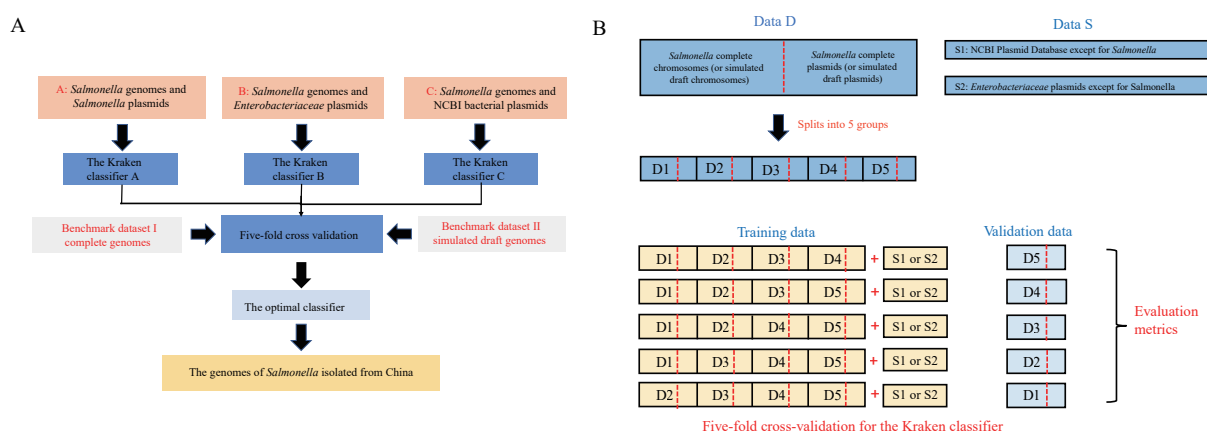 A
A: Salmonella genomes and
Salmonella plasmids
B: Salmonella genomes and
Enterobacteriaceae plasmids
C: Salmonella genomes and
NCBI bacterial plasmids
The Kraken
classifier A
The Kraken
classifier B
The Kraken
classifier C
Benchmark dataset I
complete genomes
Five-fold cross validation
Benchmark dataset II
simulated draft genomes
The optimal classifier
The genomes of Salmonella isolated from China
B
Data D
Data S
Salmonella complete
chromosomes (or simulated
draft chromosomes)
Salmonella complete
plasmids (or simulated
draft plasmids)
S1: NCBI Plasmid Database except for Salmonella
S2: Enterobacteriaceae plasmids except for Salmonella
Splits into 5 groups
D1 D2 D3 D4 D5
Training data
Validation data
D1 D2 D3 D4 + S1 or S2 D5
D1 D2 D3 D5 + S1 or S2 D4
D1 D2 D4 D5 + S1 or S2 D3
D1 D3 D4 D5 + S1 or S2 D2
D2 D3 D4 D5 + S1 or S2 D1
Evaluation
metrics
Five-fold cross-validation for the Kraken classifier